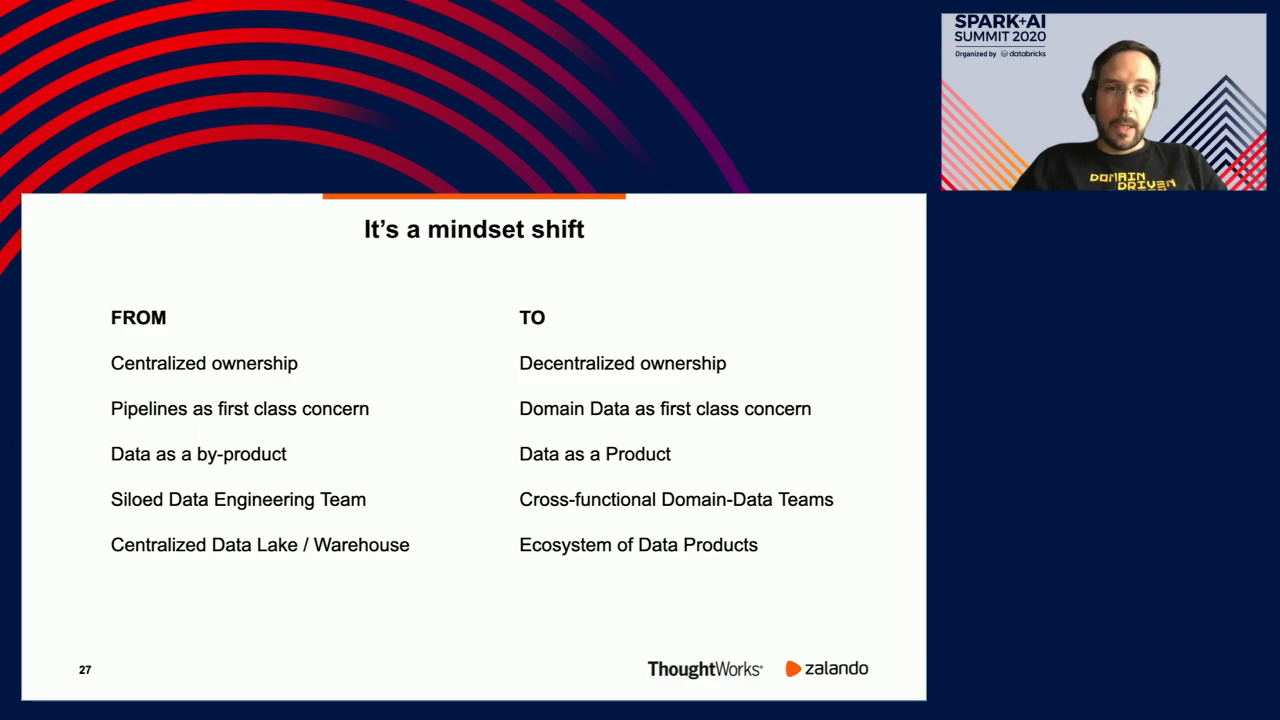 SPARK+AI
SUMMIT 2020
Organized by databricks
DOMAIN
DRIVEN
It's a mindset shift
FROM
TO
Centralized ownership
Decentralized ownership
Pipelines as first class concern
Domain Data as first class concern
Data as a by-product
Data as a Product
Siloed Data Engineering Team
Cross-functional Domain-Data Teams
Centralized Data Lake / Warehouse
Ecosystem of Data Products
27
ThoughtWorks®
zalando